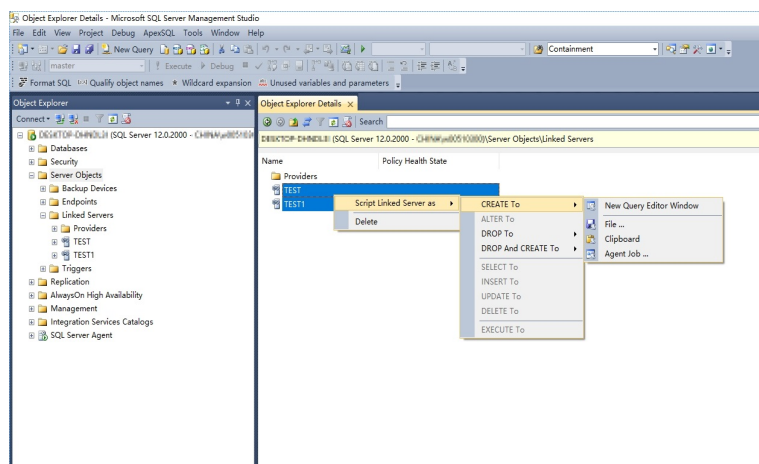 Object Explorer Details - Microsoft SQL Server Management Studio
File Edit View Project Debug ApexSQL Tools Window Help
New Query Containment
master Execute Debug
Format SQL Qualify object names Wildcard expansion Unused variables and parameters
Object Explorer
Connect
(SQL Server 12.0.2000 -
Databases
Security
Server Objects
Backup Devices
Endpoints
Linked Servers
Providers
TEST
TEST1
Triggers
Replication
AlwaysOn High Availability
Management
Integration Services Catalogs
SQL Server Agent
Object Explorer Details
Search
(SQL Server 12.0.2000 - )\Server Objects\Linked Servers
Name Policy Health State
Providers
TEST
TEST1
Script Linked Server as
Delete
CREATE To
ALTER To
DROP To
DROP And CREATE To
SELECT To
INSERT To
UPDATE To
DELETE To
EXECUTE To
New Query Editor Window
File ...
Clipboard
Agent Job ...